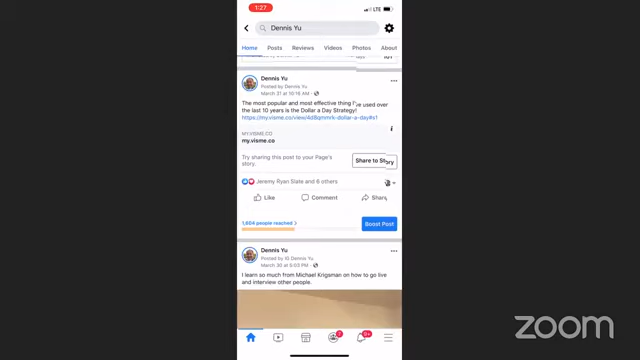 1:27
LTE
Dennis Yu
Home Posts Reviews Videos Photos About
Dennis Yu
Posted by Dennis Yu
March 31 at 10:16 AM
The most popular and most effective thing I've used over
the last 10 years is the Dollar a Day Strategy!
https://my.visme.co/view/4d8qnmrk-dollar-a-day#s1
MY.VISME.CO
my.visme.co
Try sharing this post to your Page's
story.
Share to Story
Jeremy Ryan Slate and 6 others
Like Comment Share
1,604 people reached >
Boost Post
Dennis Yu
Posted by IG Dennis Yu
March 30 at 5:03 PM
I learn so much from Michael Krigsman on how to go live
and interview other people.
2
9+
zoom